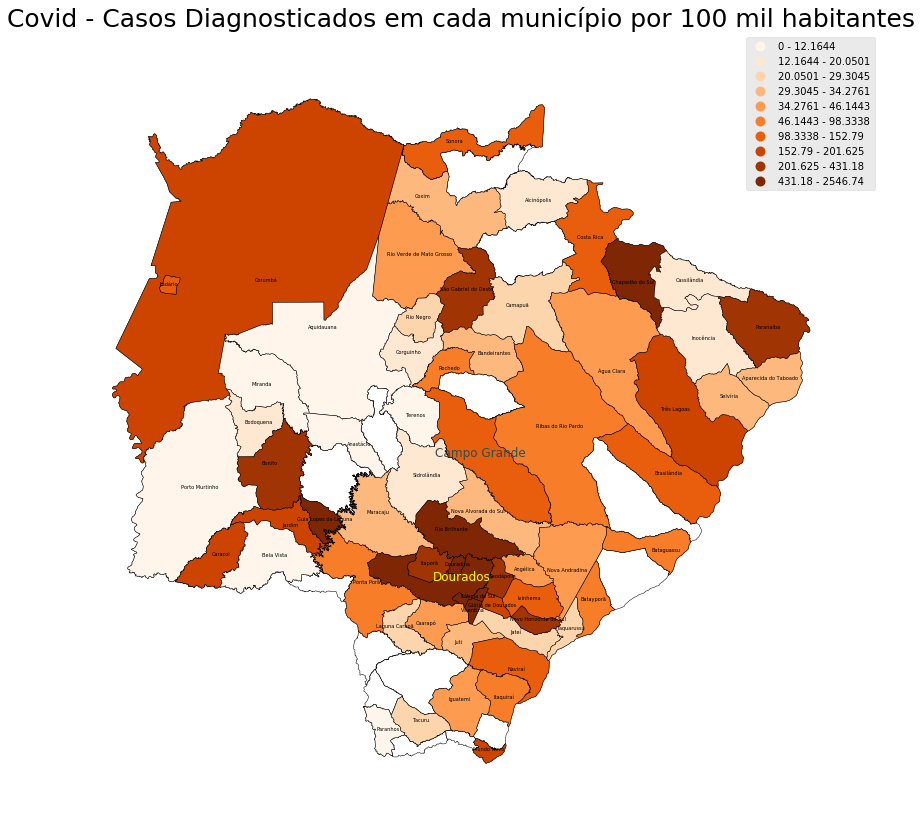 Covid - Casos Diagnosticados em cada município por 100 mil habitantes
0 - 12.1644
12.1644 - 20.0501
20.0501 - 29.3045
29.3045 - 34.2761
34.2761 - 46.1443
46.1443 - 98.3338
98.3338 - 152.79
152.79 - 201.625
201.625 - 431.18
431.18 - 2546.74
Sonora
Coxim
Alcinópolis
Costa Rica
Rio Verde de Mato Grosso
Cassilândia
Chapadão do Sul
Corumbá
Ladário
São Gabriel do Oeste
Camapuã
Rio Negro
Aquidauana
Paranaíba
Inocência
Corguinho
Bandeirantes
Rochedo
Água Clara
Aparecida do Taboado
Miranda
Selvíria
Três Lagoas
Terenos
Bodoquena
Ribas do Rio Pardo
Anastácio
Campo Grande
Bonito
Sidrolândia
Brasilândia
Porto Murtinho
Maracaju
Nova Alvorada do Sul
Guia Lopes da Laguna
Jardim
Rio Brilhante
Caracol
Bela Vista
Bataguassu
Itaporã
Angélica
Nova Andradina
Dourados
Ponta Porã
Ivinhema
Batayporã
Glória de Dourados
Vicentina
Novo Horizonte do Sul
Laguna Carapã
Caarapó
Jateí
Taquarussu
Juti
Naviraí
Iguatemi
Itaquiraí
Tacuru
Paranhos
Mundo Novo